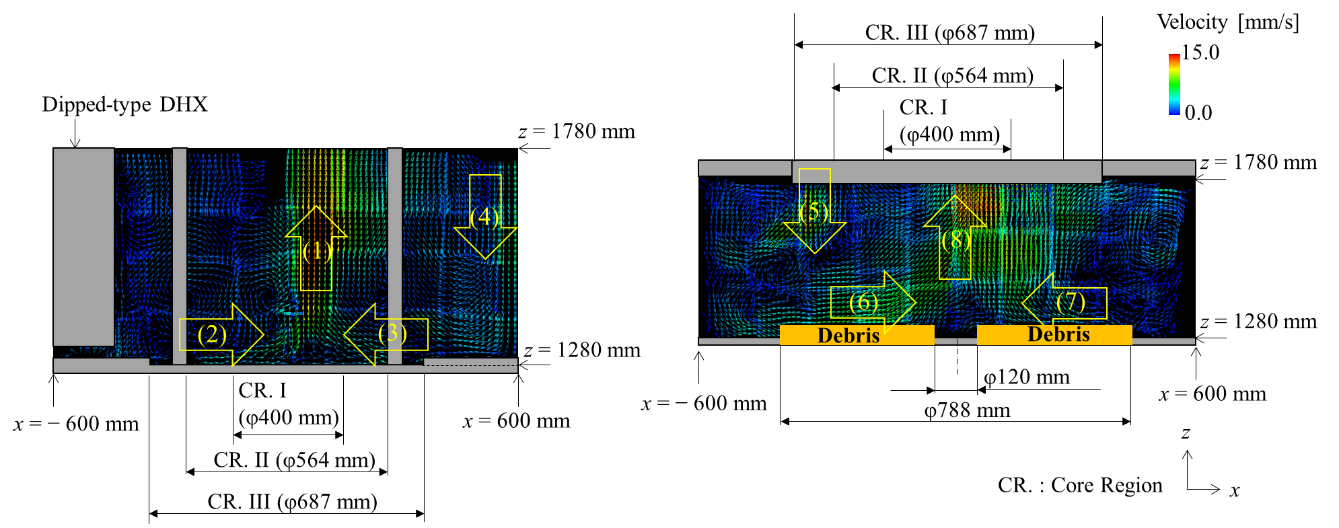 Dipped-type DHX
z = 1780 mm
(1)
(4)
(2)
(3)
z = 1280 mm
x = − 600 mm
CR. I
(φ400 mm)
x = 600 mm
CR. II (φ564 mm)
CR. III (φ687 mm)
CR. III (φ687 mm)
CR. II (φ564 mm)
CR. I
(φ400 mm)
Velocity [mm/s]
15.0
0.0
z = 1780 mm
(5)
(8)
(6)
(7)
Debris
Debris
z = 1280 mm
φ120 mm
x = − 600 mm
x = 600 mm
φ788 mm
z
x
CR. : Core Region